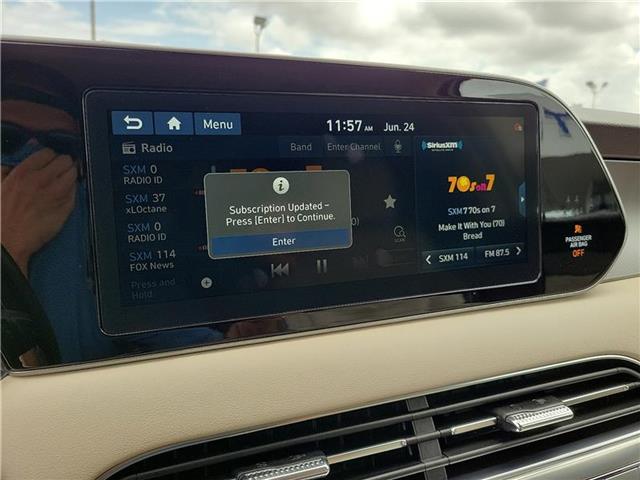 Menu
11:57 AM Jun. 24
Radio
Band Enter Channel
SXM 0
RADIO ID
SXM 37
xLOctane
SXM 0
RADIO ID
SXM 114
FOX News
Press and
Hold
Subscription Updated –
Press [Enter] to Continue.
Enter
SCAN
SiriusXM
SATELLITE RADIO
70s on 7
SXM 7 70s on 7
Make It With You (70)
Bread
SXM 114 FM 87.5
PASSENGER
AIR BAG
OFF